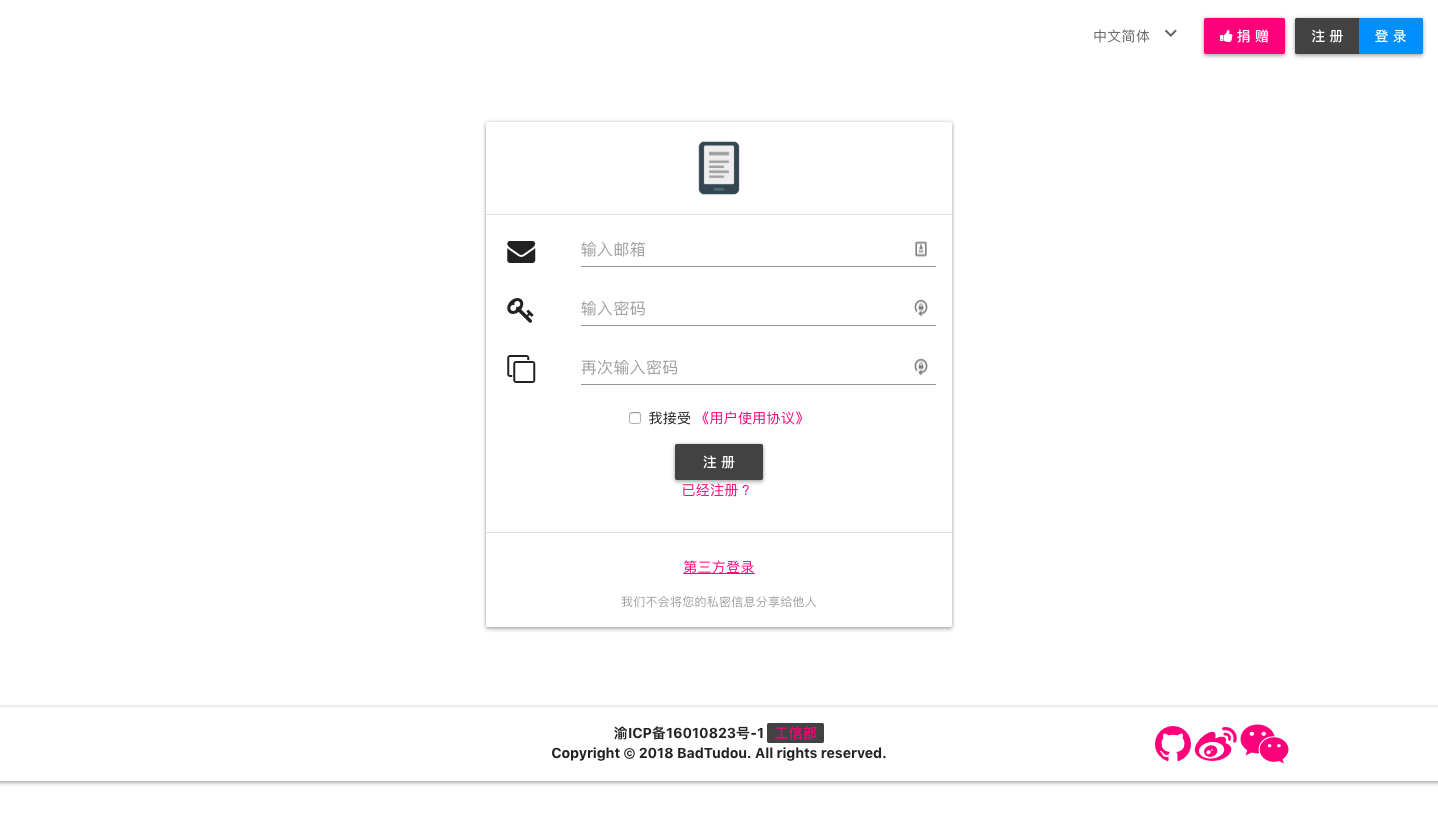 中文简体
捐 赠
注 册
登 录
输入邮箱
输入密码
再次输入密码
我接受 《用户使用协议》
注 册
已经注册？
第三方登录
我们不会将您的私密信息分享给他人
渝ICP备16010823号-1 工信部
Copyright © 2018 BadTudou. All rights reserved.